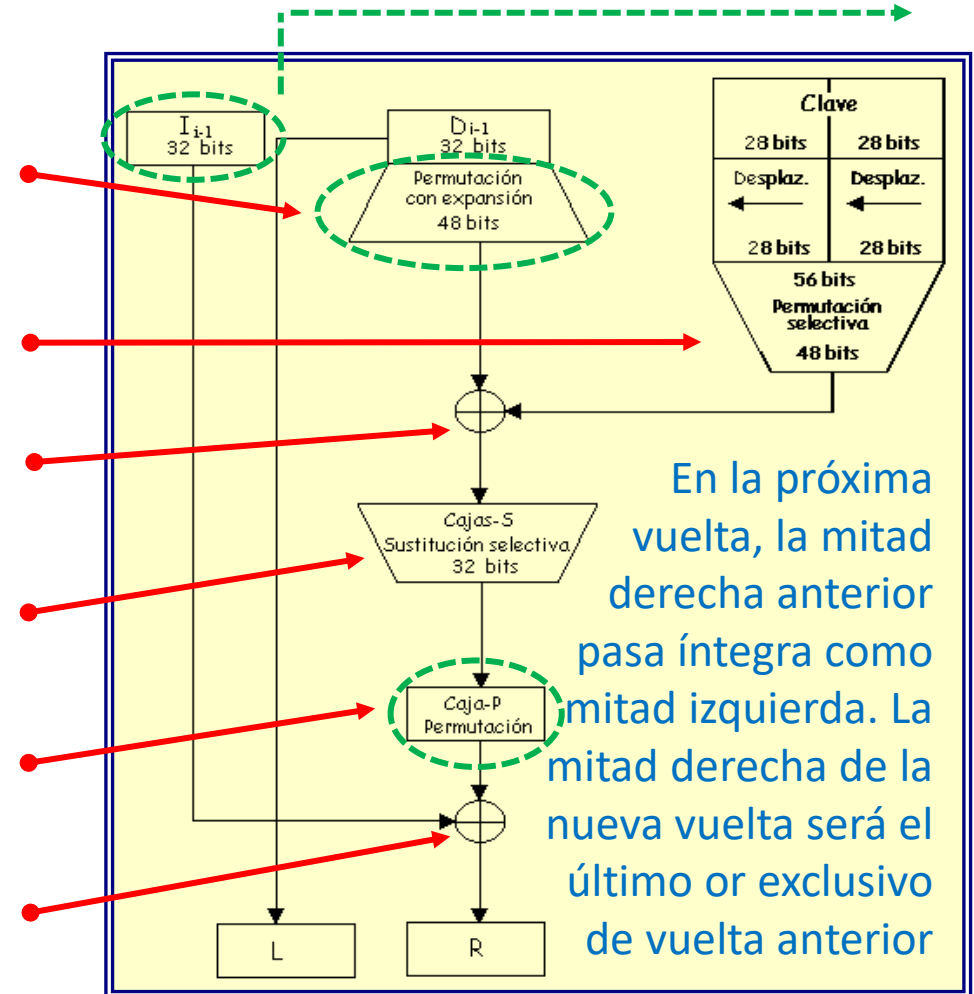 I i-1
32 bits
D i-1
32 bits
Permutación
con expansión
48 bits
Clave
28 bits 28 bits
Desplaz. Desplaz.
28 bits 28 bits
56 bits
Permutación
selectiva
48 bits
Cajas-S
Sustitución selectiva
32 bits
Caja-P
Permutación
L
R
En la próxima
vuelta, la mitad
derecha anterior
pasa íntegra como
mitad izquierda. La
mitad derecha de la
nueva vuelta será el
último or exclusivo
de vuelta anterior